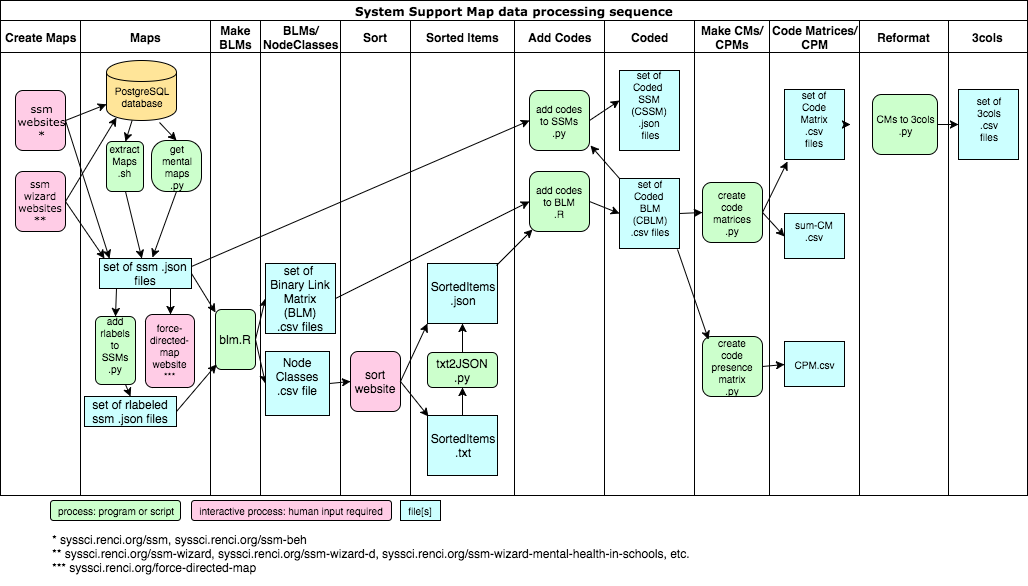 System Support Map data processing sequence
Create Maps
Maps
Make
BLMs
BLMs/
NodeClasses
Sort
Sorted Items
Add Codes
Coded
Make CMs/
CPMs
Code Matrices/
CPM
Reformat
3cols
ssm
websites
*
ssm
wizard
websites
**
PostgreSQL
database
extract
Maps
.sh
get
mental
maps
.py
set of ssm .json
files
add
rlabels
to
SSMs
.py
force-
directed-
map
website
***
set of rlabeled
ssm .json files
blm.R
set of
Binary Link
Matrix
(BLM)
.csv files
Node
Classes
.csv file
sort
website
SortedItems
.json
txt2JSON
.py
SortedItems
.txt
add codes
to SSMs
.py
add codes
to BLM
.R
set of
Coded
SSM
(CSSM)
.json
files
set of
Coded
BLM
(CBLM)
.csv files
create
code
matrices
.py
create
code
presence
matrix
.py
set of
Code
Matrix
.csv
files
sum-CM
.csv
CPM.csv
CMs to 3cols
.py
set of
3cols
.csv
files
process: program or script
interactive process: human input required
file[s]
* syssci.renci.org/ssm, syssci.renci.org/ssm-beh
** syssci.renci.org/ssm-wizard, syssci.renci.org/ssm-wizard-d, syssci.renci.org/ssm-wizard-mental-health-in-schools, etc.
*** syssci.renci.org/force-directed-map